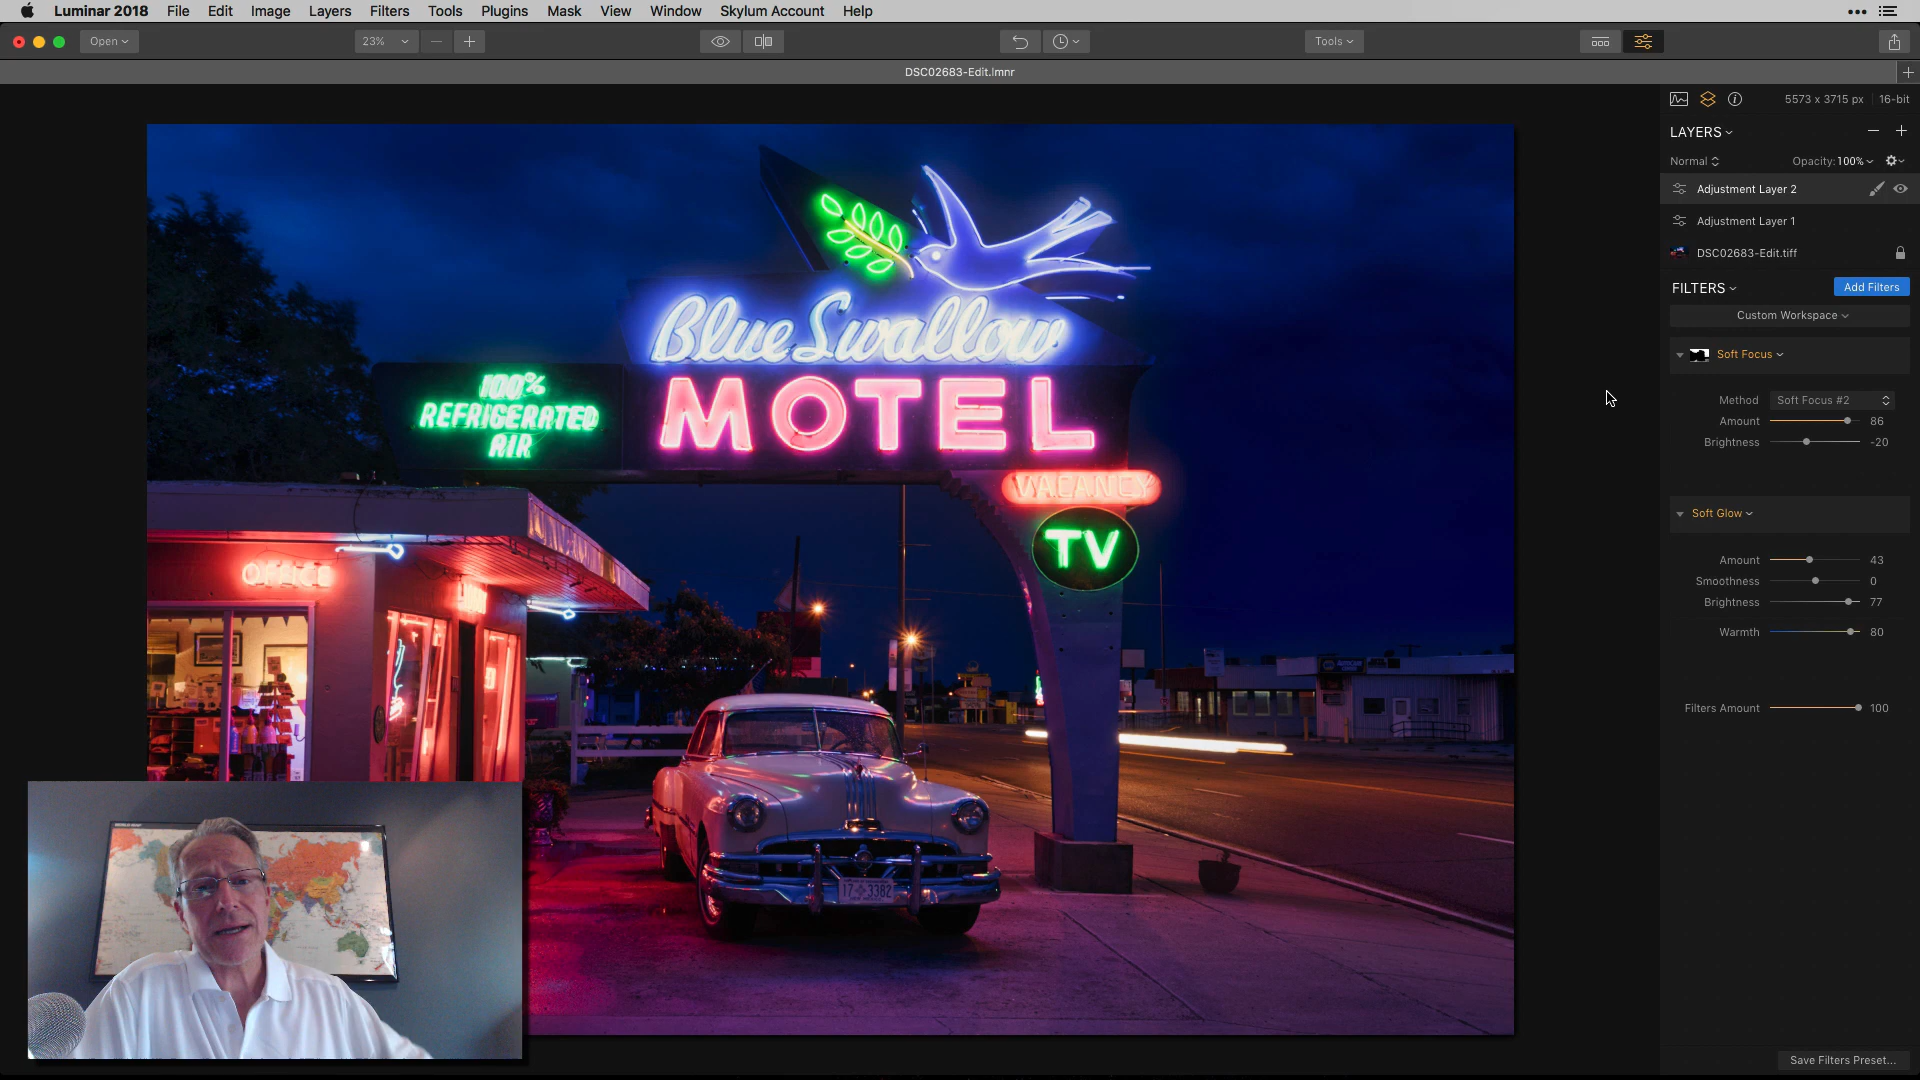 Luminar 2018 File Edit Image Layers Filters Tools Plugins Mask View Window Skylum Account Help
Open 23% Tools
DSC02683-Edit.lmnr
5573 x 3715 px 16-bit
LAYERS
Normal Opacity: 100%
Adjustment Layer 2
Adjustment Layer 1
DSC02683-Edit.tiff
FILTERS Add Filters
Custom Workspace
Soft Focus
Method Soft Focus #2
Amount 86
Brightness -20
Soft Glow
Amount 43
Smoothness 0
Brightness 77
Warmth 80
Filters Amount 100
Save Filters Preset...
Blue Swallow
100%
REFRIGERATED
AIR
MOTEL
VACANCY
TV
OFFICE
17-3382
WORLD MAP